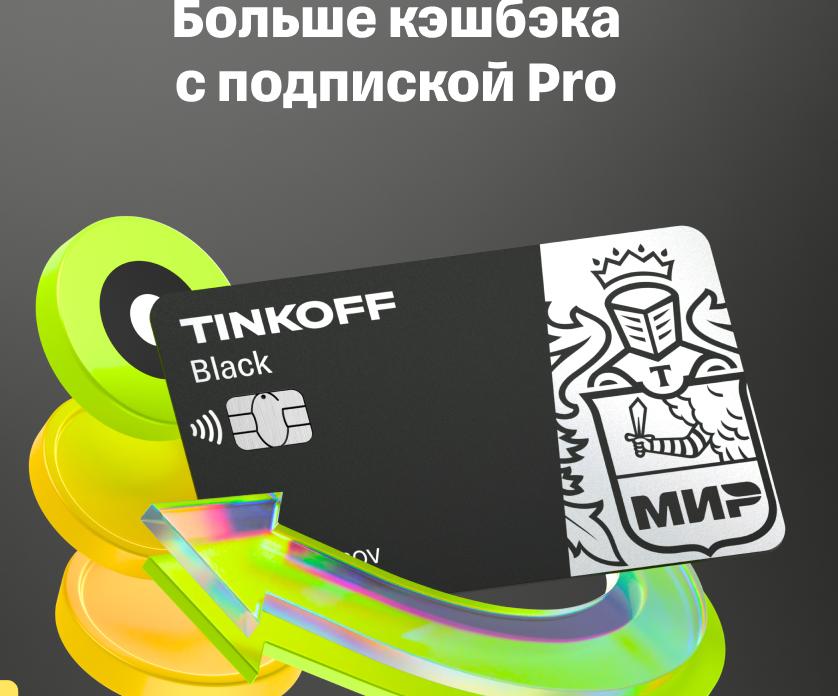 Больше кэшбэка
с подпиской Pro
TINKOFF
Black
T
МИР